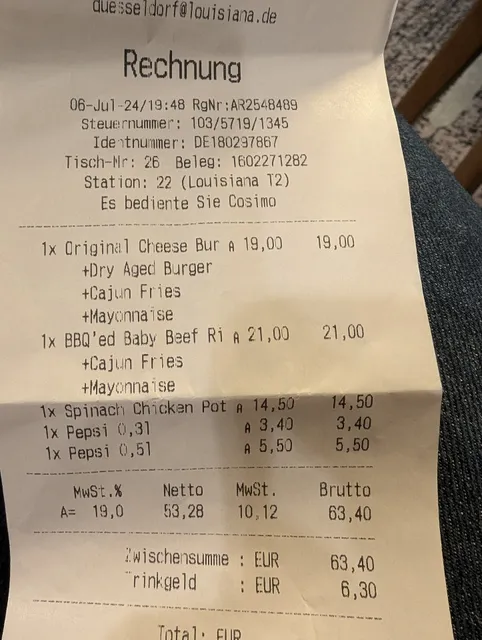 duesseldorf@louisiana.de
Rechnung
06-Jul-24/19:48 RgNr:AR2548489
Steuernummer: 103/5719/1345
Identnummer: DE180297867
Tisch-Nr: 26 Beleg: 1602271282
Station: 22 (Louisiana T2)
Es bediente Sie Cosimo
1x Original Cheese Bur A 19,00 19,00
+Dry Aged Burger
+Cajun Fries
+Mayonnaise
1x BBQ'ed Baby Beef Ri A 21,00 21,00
+Cajun Fries
+Mayonnaise
1x Spinach Chicken Pot A 14,50 14,50
1x Pepsi 0,3l A 3,40 3,40
1x Pepsi 0,5l A 5,50 5,50
MwSt.% Netto MwSt. Brutto
A= 19,0 53,28 10,12 63,40
Zwischensumme : EUR 63,40
Trinkgeld : EUR 6,30
Total: EUR